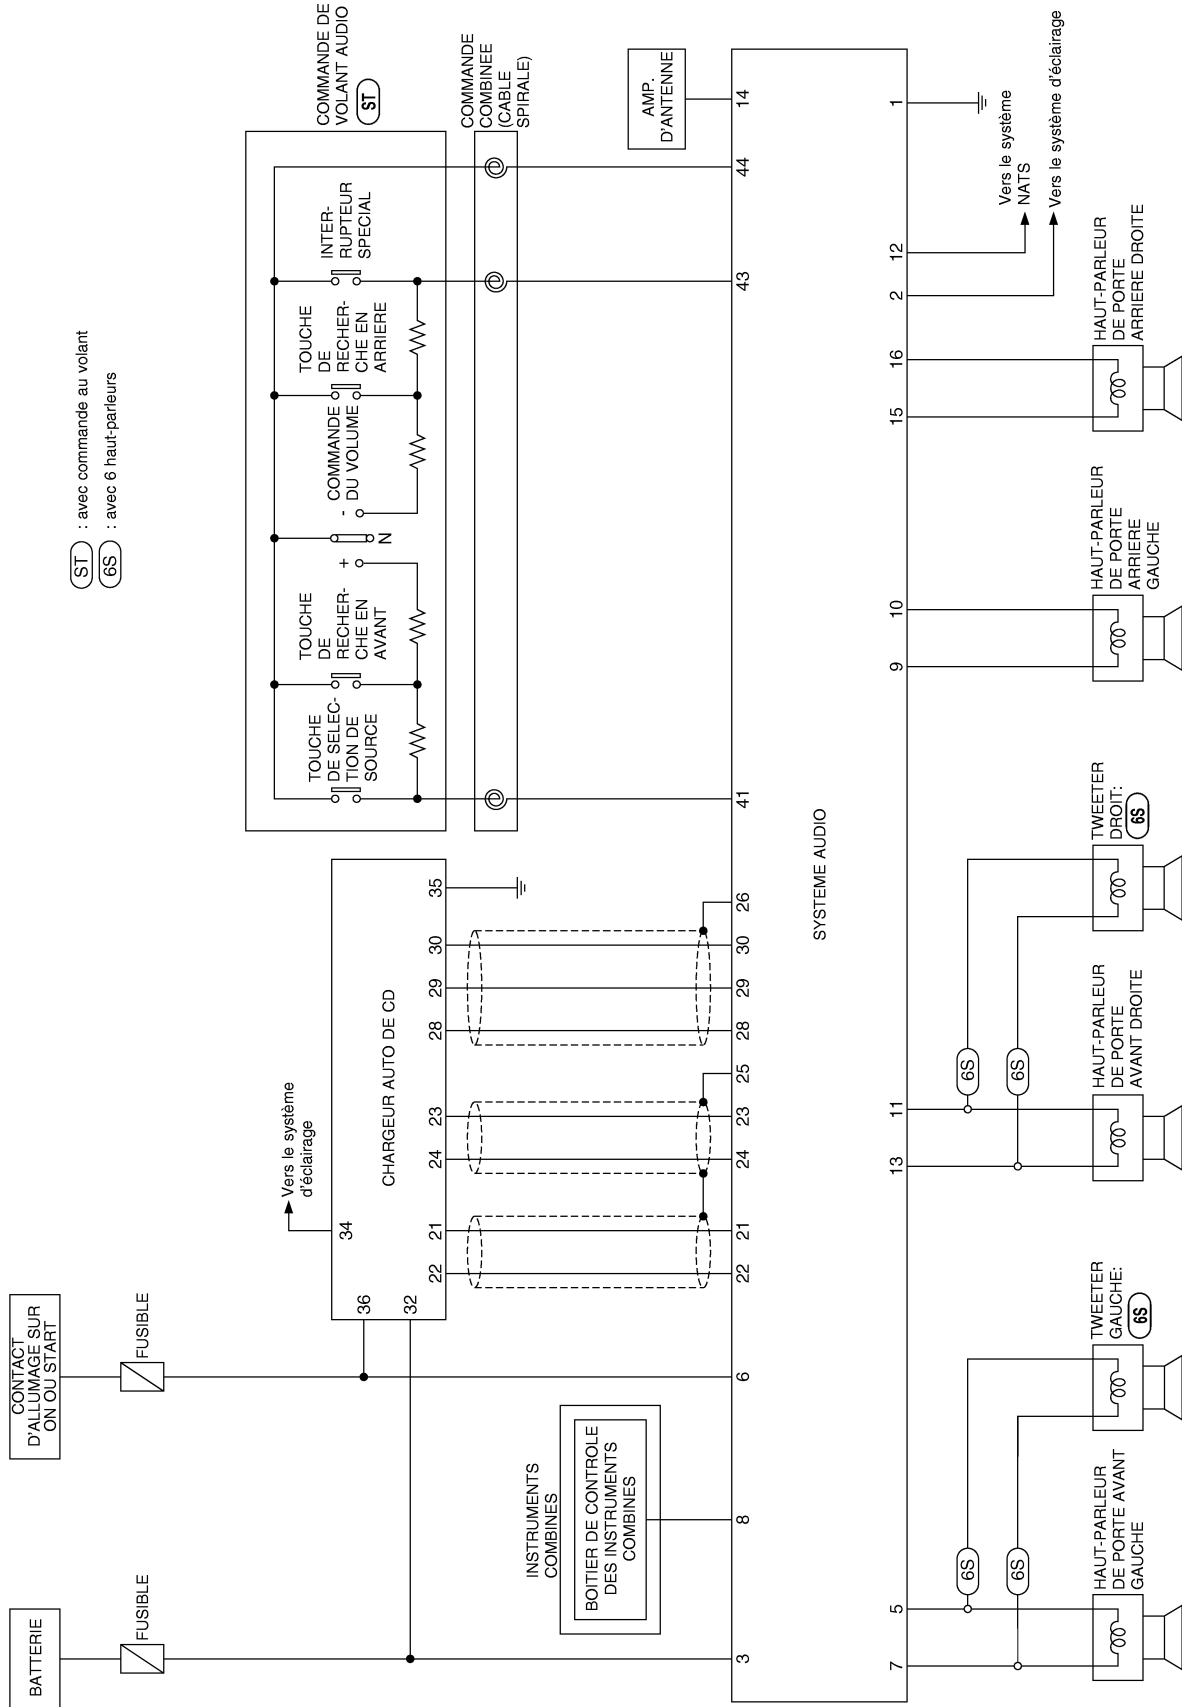 ST : avec commande au volant
6S : avec 6 haut-parleurs
BATTERIE
FUSIBLE
CONTACT
D'ALLUMAGE SUR
ON OU START
FUSIBLE
Vers le système
d'éclairage
34
36
32
CHARGEUR AUTO DE CD
22
21
24
23
28
29
30
35
COMMANDE DE
VOLANT AUDIO
ST
TOUCHE
DE SELEC-
TION DE
SOURCE
TOUCHE
DE
RECHER-
CHE EN
AVANT
+
N
-
COMMANDE
DU VOLUME
TOUCHE
DE
RECHER-
CHE EN
ARRIERE
INTER-
RUPTEUR
SPECIAL
COMMANDE
COMBINEE
(CABLE
SPIRALE)
INSTRUMENTS
COMBINES
BOITIER DE CONTROLE
DES INSTRUMENTS
COMBINES
AMP.
D'ANTENNE
3
8
6
22
21
24
23
25
28
29
30
26
41
43
44
14
SYSTEME AUDIO
7
5
13
11
9
10
15
16
2
12
1
Vers le système
NATS
Vers le système d'éclairage
6S
6S
6S
6S
HAUT-PARLEUR
DE PORTE AVANT
GAUCHE
TWEETER
GAUCHE:
6S
HAUT-PARLEUR
DE PORTE
AVANT DROITE
TWEETER
DROIT:
6S
HAUT-PARLEUR
DE PORTE
ARRIERE
GAUCHE
HAUT-PARLEUR
DE PORTE
ARRIERE DROITE